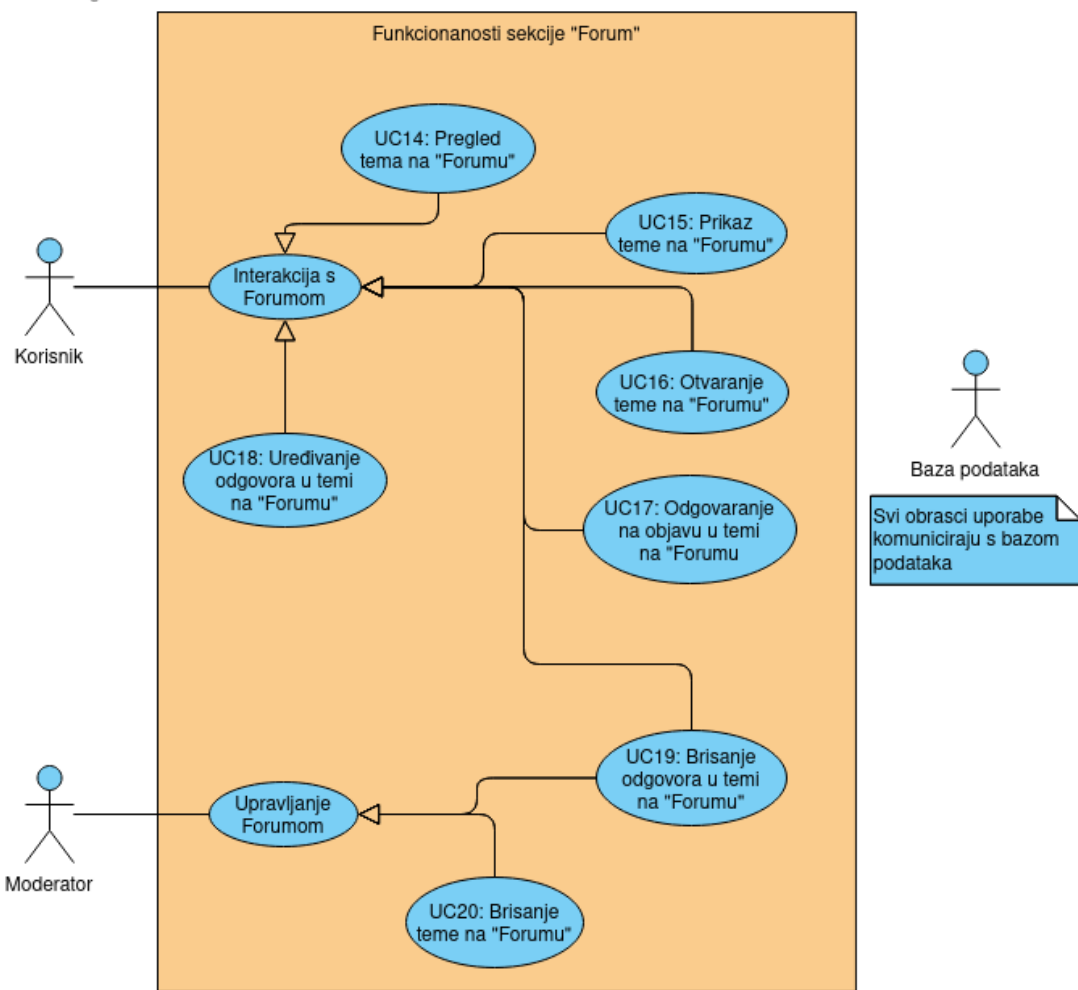 Funkcionanosti sekcije "Forum"
UC14: Pregled
tema na "Forumu"
UC15: Prikaz
teme na "Forumu"
Interakcija s
Forumom
Korisnik
UC16: Otvaranje
teme na "Forumu"
Baza podataka
UC18: Uređivanje
odgovora u temi
na "Forumu"
UC17: Odgovaranje
na objavu u temi
na "Forumu
Svi obrasci uporabe
komuniciraju s bazom
podataka
UC19: Brisanje
odgovora u temi
na "Forumu"
Upravljanje
Forumom
Moderator
UC20: Brisanje
teme na "Forumu"